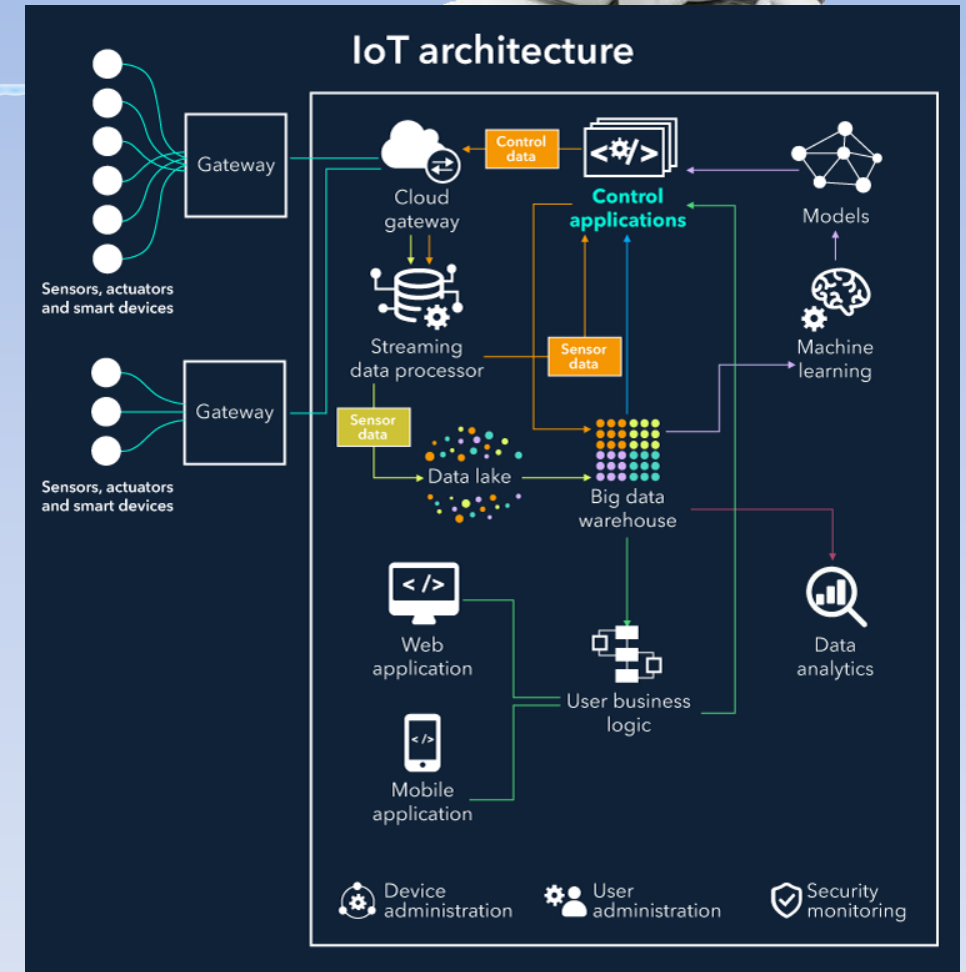 IoT architecture
Gateway
Sensors, actuators
and smart devices
Gateway
Sensors, actuators
and smart devices
Cloud
gateway
Control
data
</>
Control
applications
Models
Streaming
data processor
Sensor
data
Machine
learning
Sensor
data
Data lake
Big data
warehouse
</>
Web
application
User business
logic
Data
analytics
</>
Mobile
application
Device
administration
User
administration
Security
monitoring